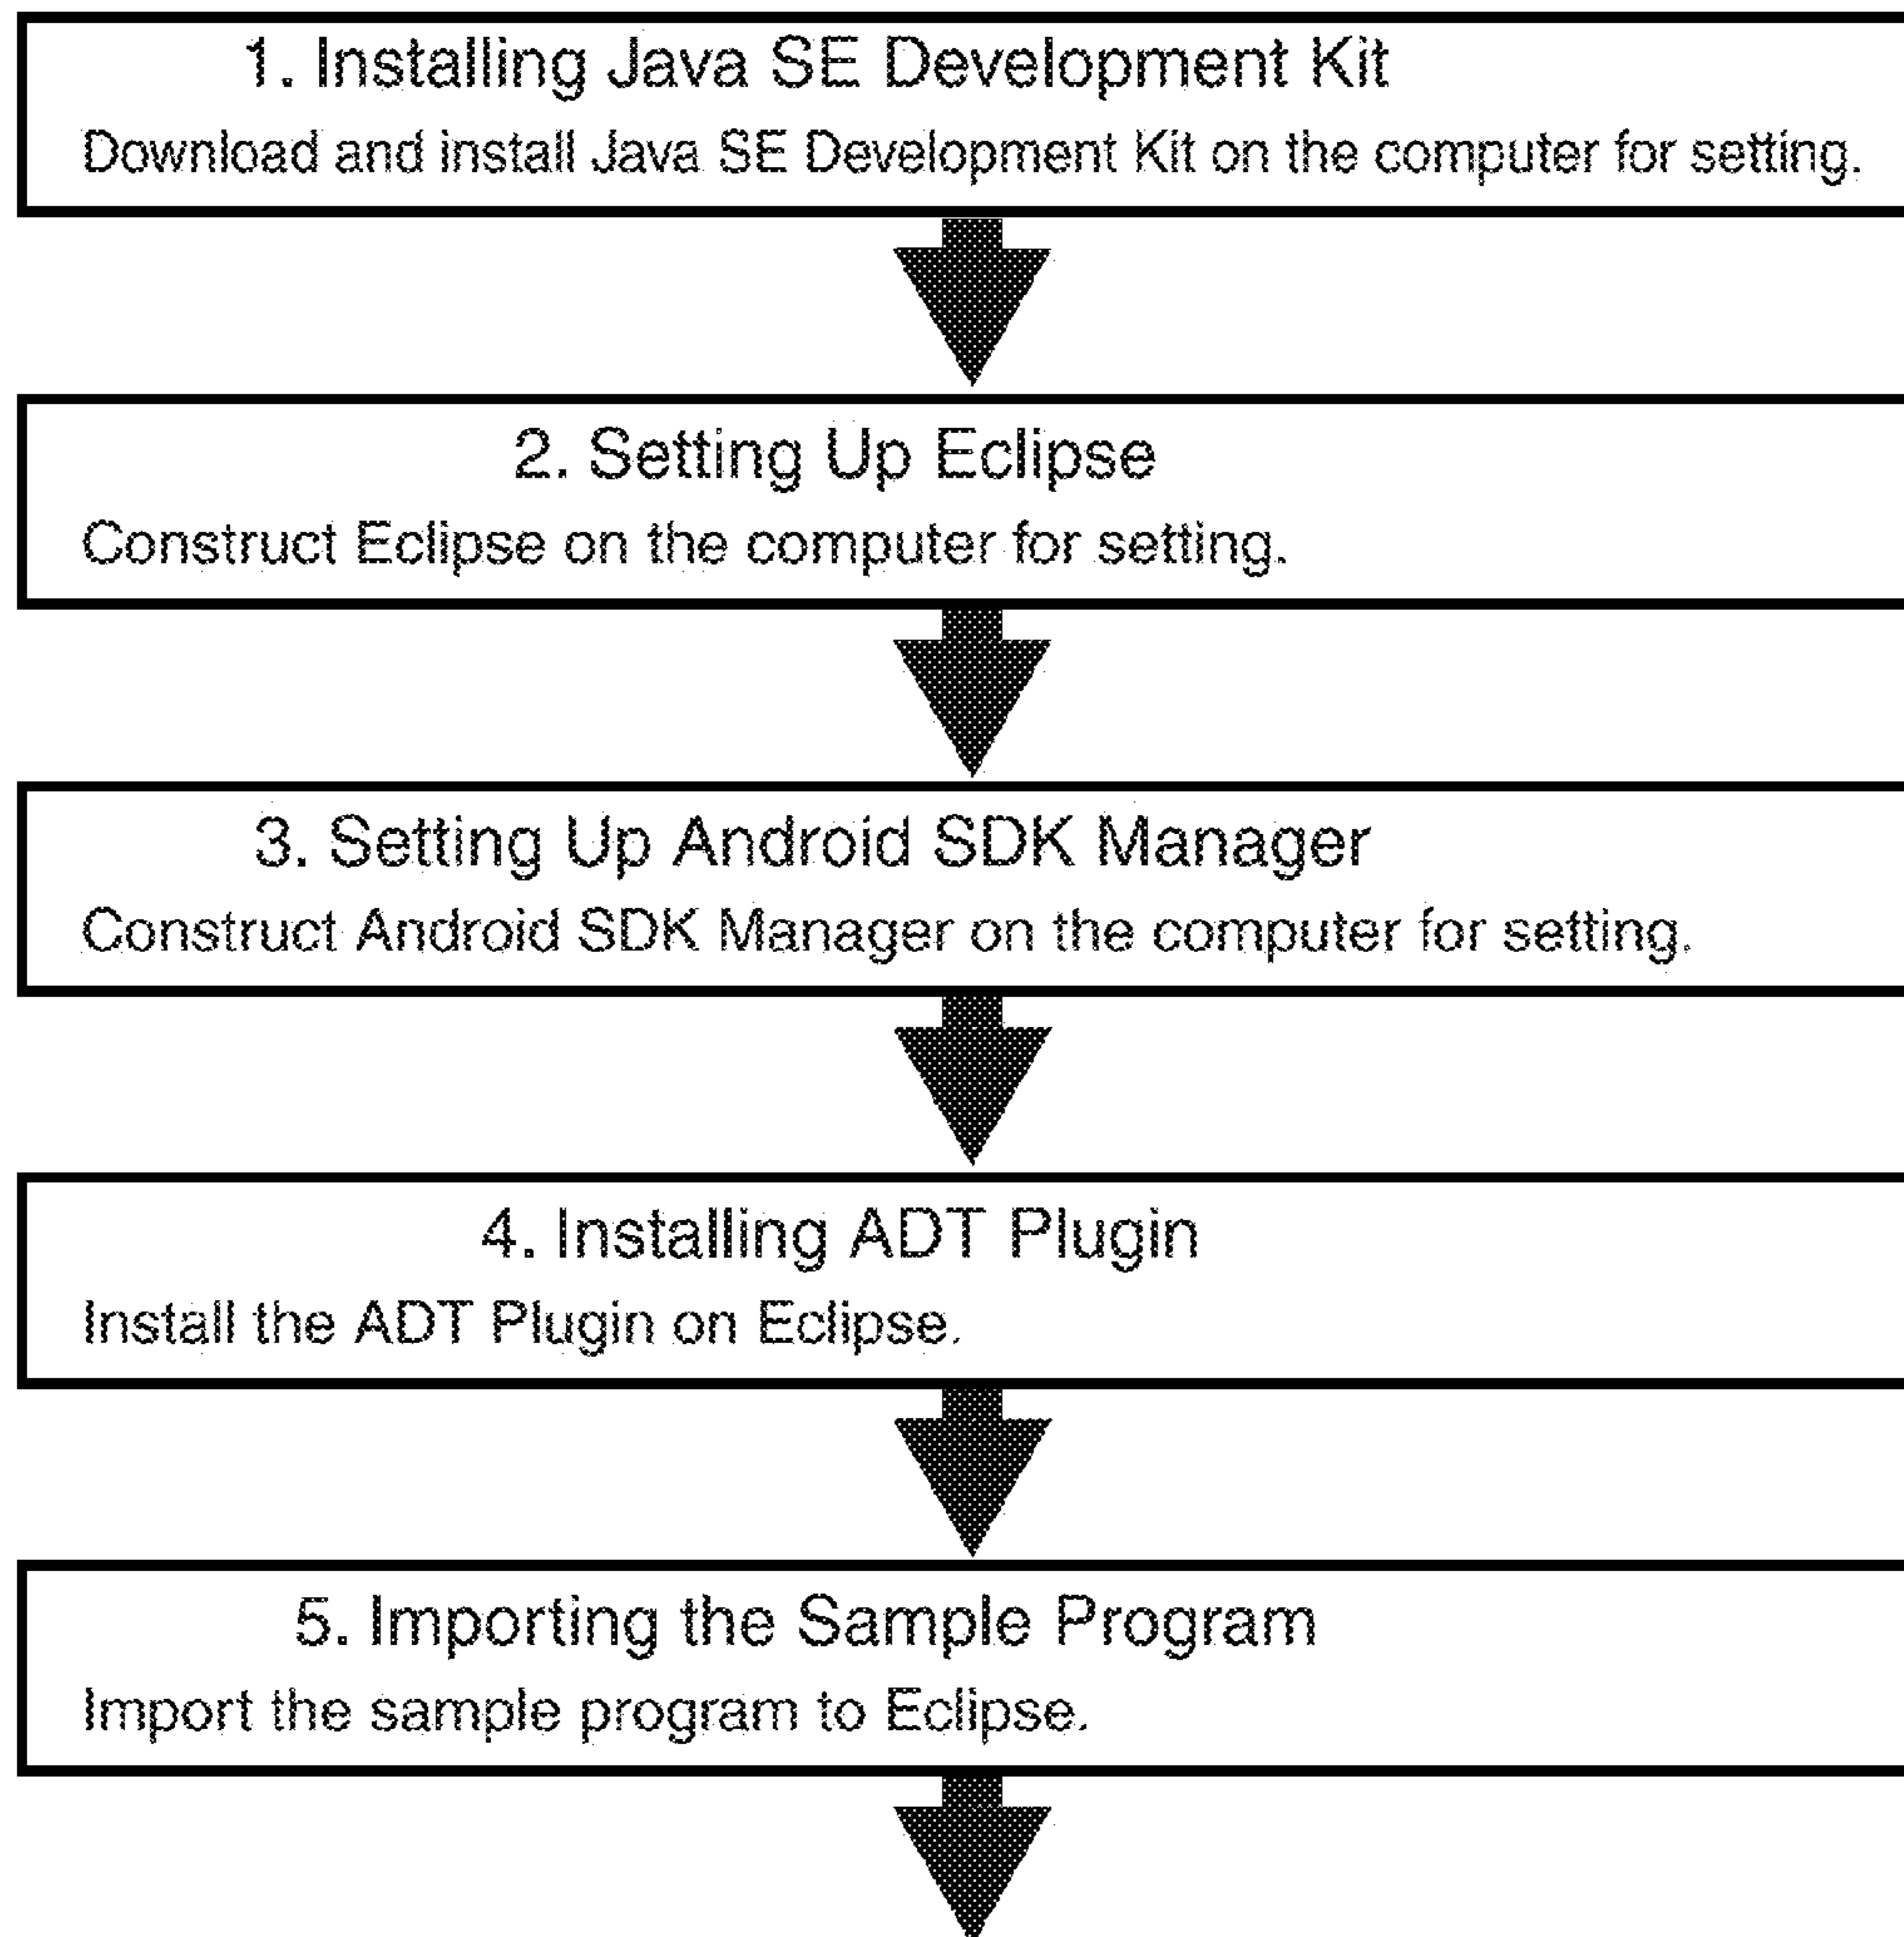 1. Installing Java SE Development Kit
Download and install Java SE Development Kit on the computer for setting.
2. Setting Up Eclipse
Construct Eclipse on the computer for setting.
3. Setting Up Android SDK Manager
Construct Android SDK Manager on the computer for setting.
4. Installing ADT Plugin
Install the ADT Plugin on Eclipse.
5. Importing the Sample Program
Import the sample program to Eclipse.